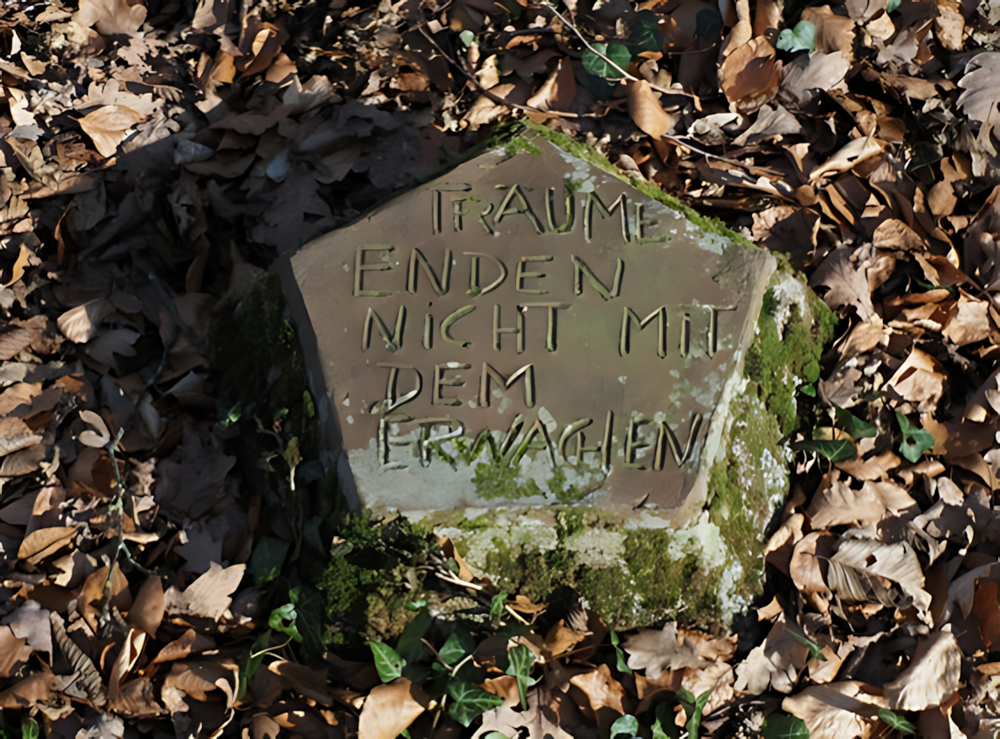 TRÄUME
ENDEN
NICHT MIT
DEM
ERWACHEN